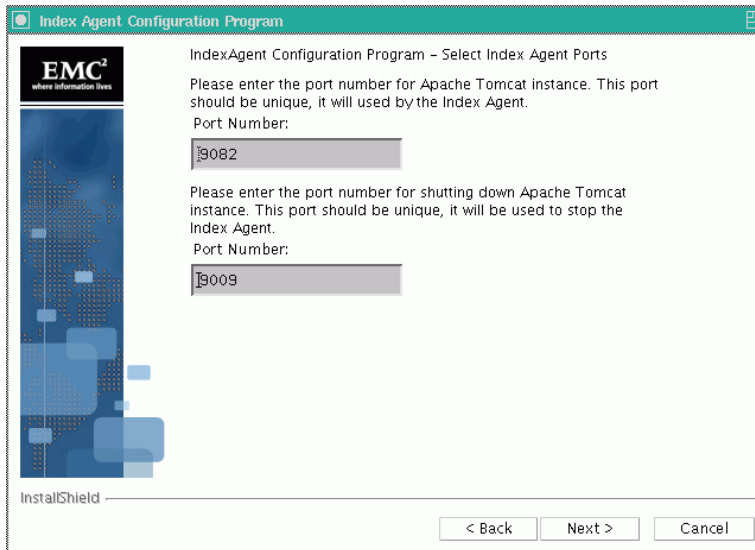 Index Agent Configuration Program
EMC²
where information lives
IndexAgent Configuration Program – Select Index Agent Ports
Please enter the port number for Apache Tomcat instance. This port
should be unique, it will used by the Index Agent.
Port Number:
9082
Please enter the port number for shutting down Apache Tomcat
instance. This port should be unique, it will be used to stop the
Index Agent.
Port Number:
9009
InstallShield
< Back
Next >
Cancel